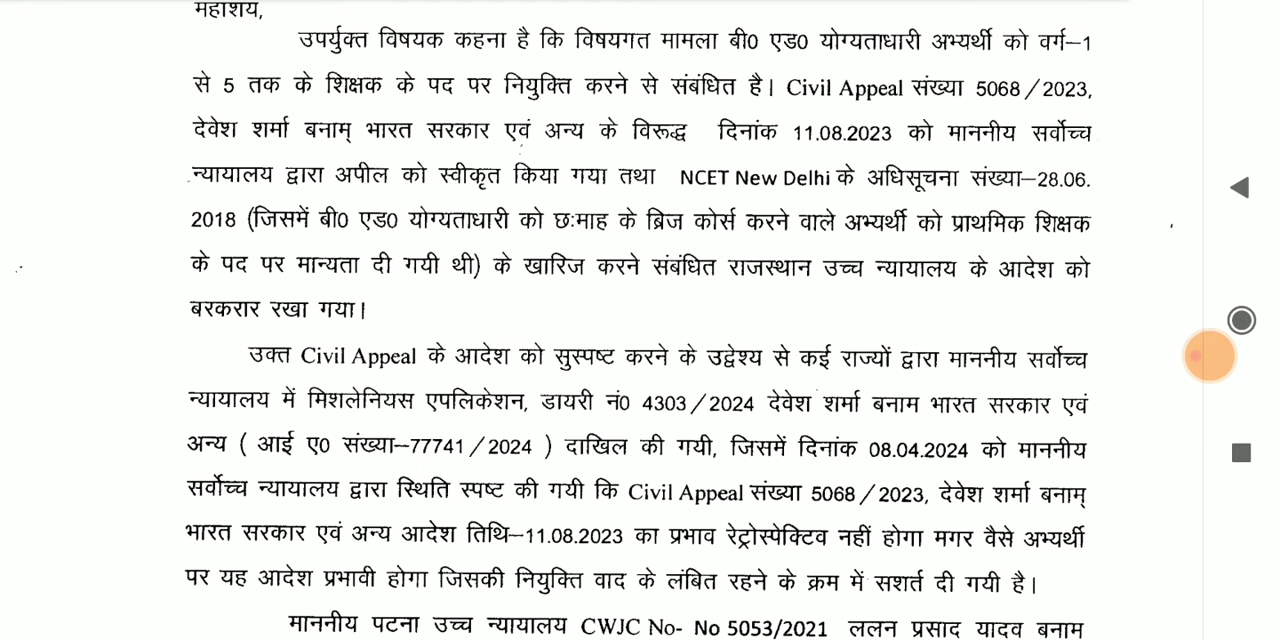 महाशय,
उपर्युक्त विषयक कहना है कि विषयगत मामला बी0 एड0 योग्यताधारी अभ्यर्थी को वर्ग–1
से 5 तक के शिक्षक के पद पर नियुक्ति करने से संबंधित है। Civil Appeal संख्या 5068/2023,
देवेश शर्मा बनाम् भारत सरकार एवं अन्य के विरूद्ध दिनांक 11.08.2023 को माननीय सर्वोच्च
न्यायालय द्वारा अपील को स्वीकृत किया गया तथा NCET New Delhi के अधिसूचना संख्या–28.06.
2018 (जिसमें बी0 एड0 योग्यताधारी को छःमाह के ब्रिज कोर्स करने वाले अभ्यर्थी को प्राथमिक शिक्षक
के पद पर मान्यता दी गयी थी) के खारिज करने संबंधित राजस्थान उच्च न्यायालय के आदेश को
बरकरार रखा गया।
उक्त Civil Appeal के आदेश को सुस्पष्ट करने के उद्वेश्य से कई राज्यों द्वारा माननीय सर्वोच्च
न्यायालय में मिशलेनियस एपलिकेशन, डायरी नं0 4303/2024 देवेश शर्मा बनाम भारत सरकार एवं
अन्य ( आई ए0 संख्या–77741/2024 ) दाखिल की गयी, जिसमें दिनांक 08.04.2024 को माननीय
सर्वोच्च न्यायालय द्वारा स्थिति स्पष्ट की गयी कि Civil Appeal संख्या 5068/2023, देवेश शर्मा बनाम्
भारत सरकार एवं अन्य आदेश तिथि–11.08.2023 का प्रभाव रेट्रोस्पेक्टिव नहीं होगा मगर वैसे अभ्यर्थी
पर यह आदेश प्रभावी होगा जिसकी नियुक्ति वाद के लंबित रहने के क्रम में सशर्त दी गयी है।
माननीय पटना उच्च न्यायालय CWJC No- No 5053/2021 ललन प्रसाद यादव बनाम